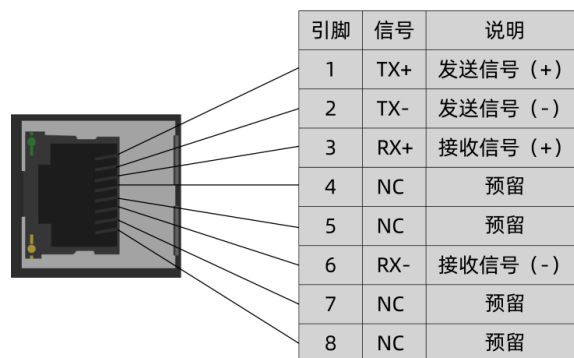 引脚 信号 说明
1 TX+ 发送信号（+）
2 TX- 发送信号（-）
3 RX+ 接收信号（+）
4 NC 预留
5 NC 预留
6 RX- 接收信号（-）
7 NC 预留
8 NC 预留